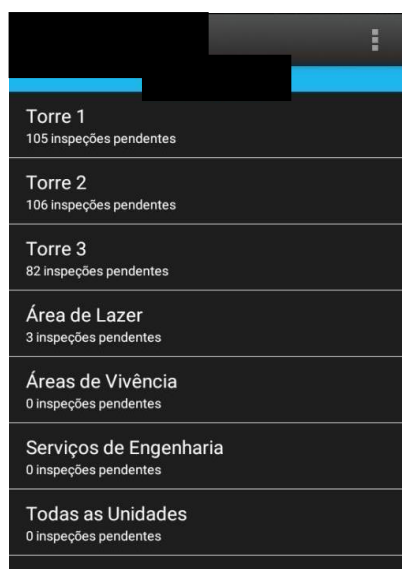 Torre 1
105 inspeções pendentes
Torre 2
106 inspeções pendentes
Torre 3
82 inspeções pendentes
Área de Lazer
3 inspeções pendentes
Áreas de Vivência
0 inspeções pendentes
Serviços de Engenharia
0 inspeções pendentes
Todas as Unidades
0 inspeções pendentes